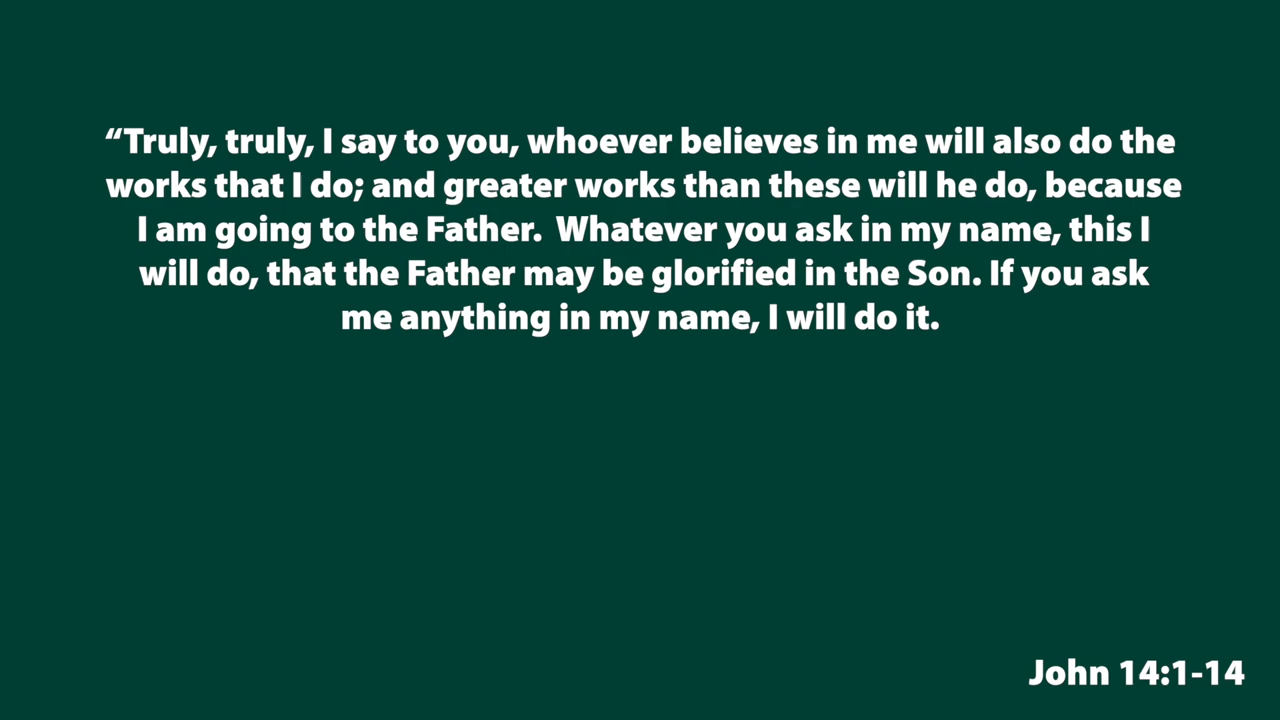 “Truly, truly, I say to you, whoever believes in me will also do the
works that I do; and greater works than these will he do, because
I am going to the Father.  Whatever you ask in my name, this I
will do, that the Father may be glorified in the Son. If you ask
me anything in my name, I will do it.
John 14:1-14